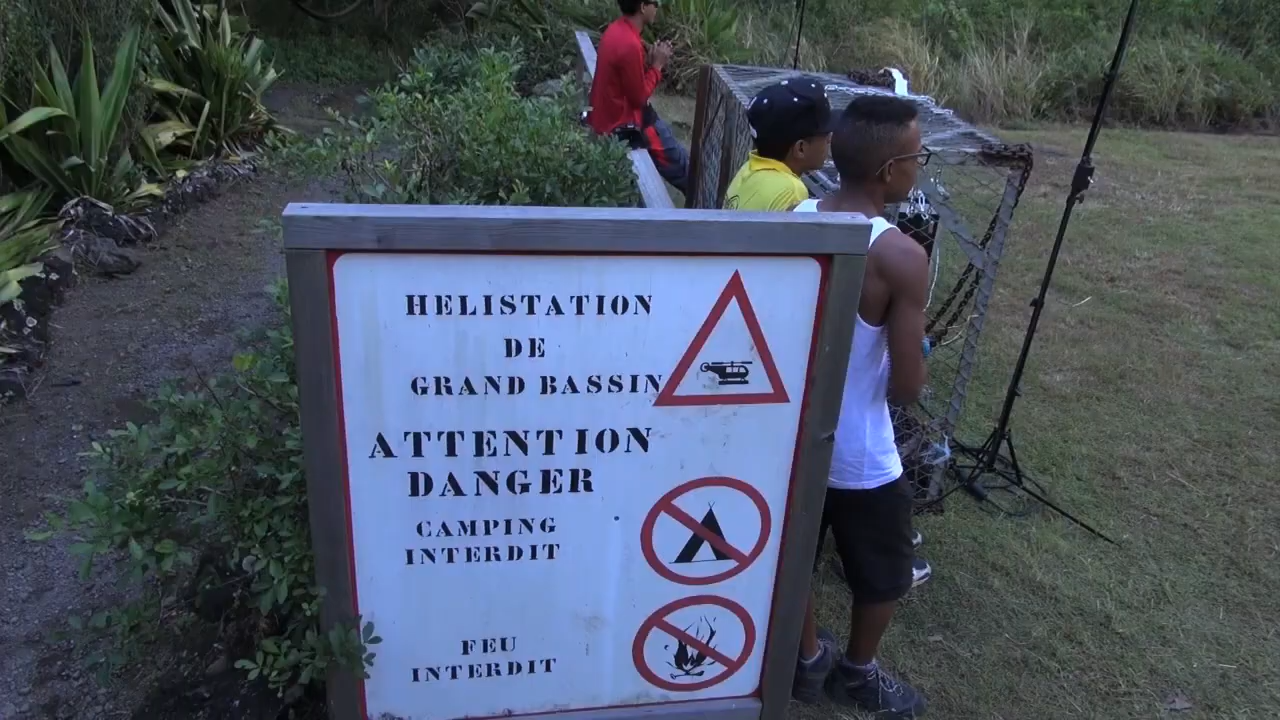 HELISTATION
DE
GRAND BASSIN
ATTENTION
DANGER
CAMPING
INTERDIT
FEU
INTERDIT